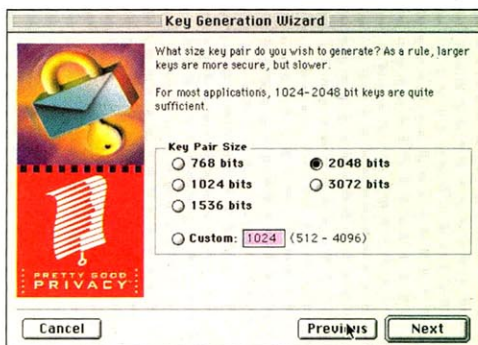 Key Generation Wizard
What size key pair do you wish to generate? As a rule, larger
keys are more secure, but slower.
For most applications, 1024-2048 bit keys are quite
sufficient.
Key Pair Size
768 bits
2048 bits
1024 bits
3072 bits
1536 bits
Custom: 1024 (512 - 4096)
PRETTY GOOD
PRIVACY
Cancel
Previous
Next